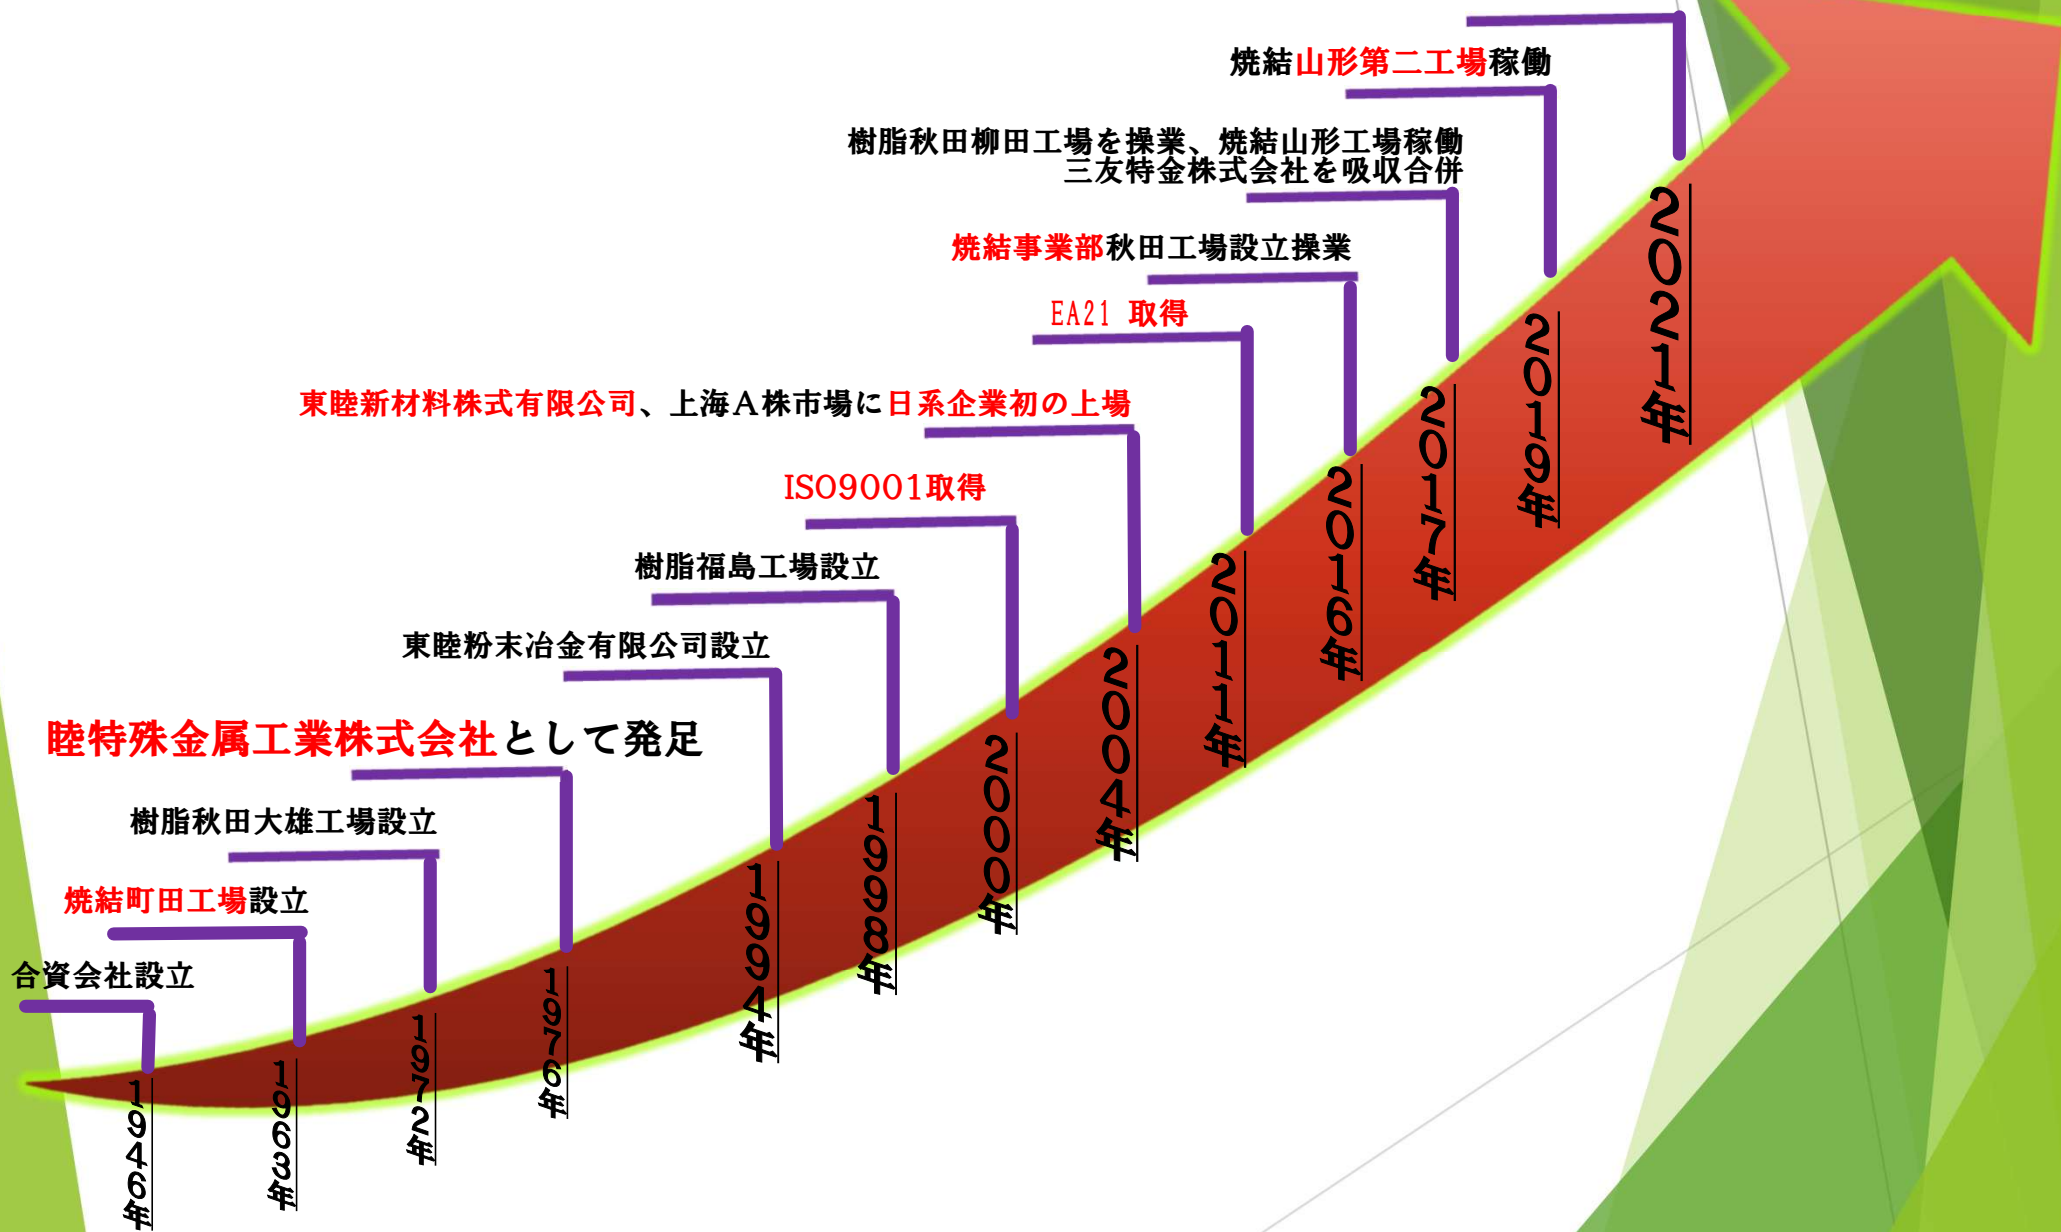 焼結山形第二工場稼働
樹脂秋田柳田工場を操業、焼結山形工場稼働
三友特金株式会社を吸収合併
焼結事業部秋田工場設立操業
EA21 取得
東睦新材料株式有限公司、上海A株市場に日系企業初の上場
ISO9001取得
樹脂福島工場設立
東睦粉末冶金有限公司設立
睦特殊金属工業株式会社として発足
樹脂秋田大雄工場設立
焼結町田工場設立
合資会社設立
1946年
1963年
1972年
1976年
1994年
1998年
2000年
2004年
2011年
2016年
2017年
2019年
2021年